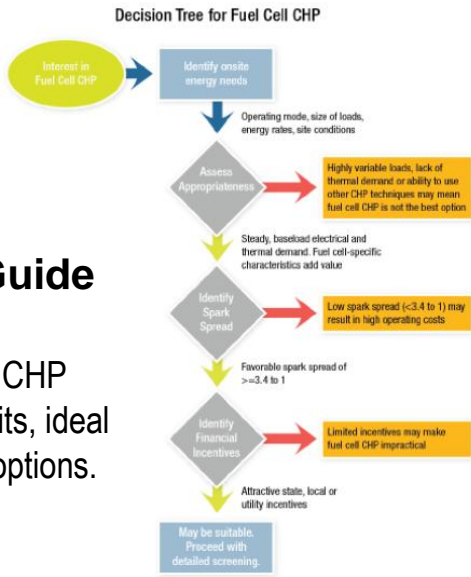 Decision Tree for Fuel Cell CHP
Interest in
Fuel Cell CHP
Identify onsite
energy needs
Operating mode, size of loads,
energy rates, site conditions
Assess
Appropriateness
Highly variable loads, lack of
thermal demand or ability to use
other CHP techniques may mean
fuel cell CHP is not the best option
Steady, baseload electrical and
thermal demand. Fuel cell-specific
characteristics add value
Guide
Identify
Spark
Spread
Low spark spread (<3.4 to 1) may
result in high operating costs
CHP
its, ideal
options.
Favorable spark spread of
>=3.4 to 1
Identify
Financial
Incentives
Limited incentives may make
fuel cell CHP impractical
Attractive state, local or
utility incentives
May be suitable.
Proceed with
detailed screening.